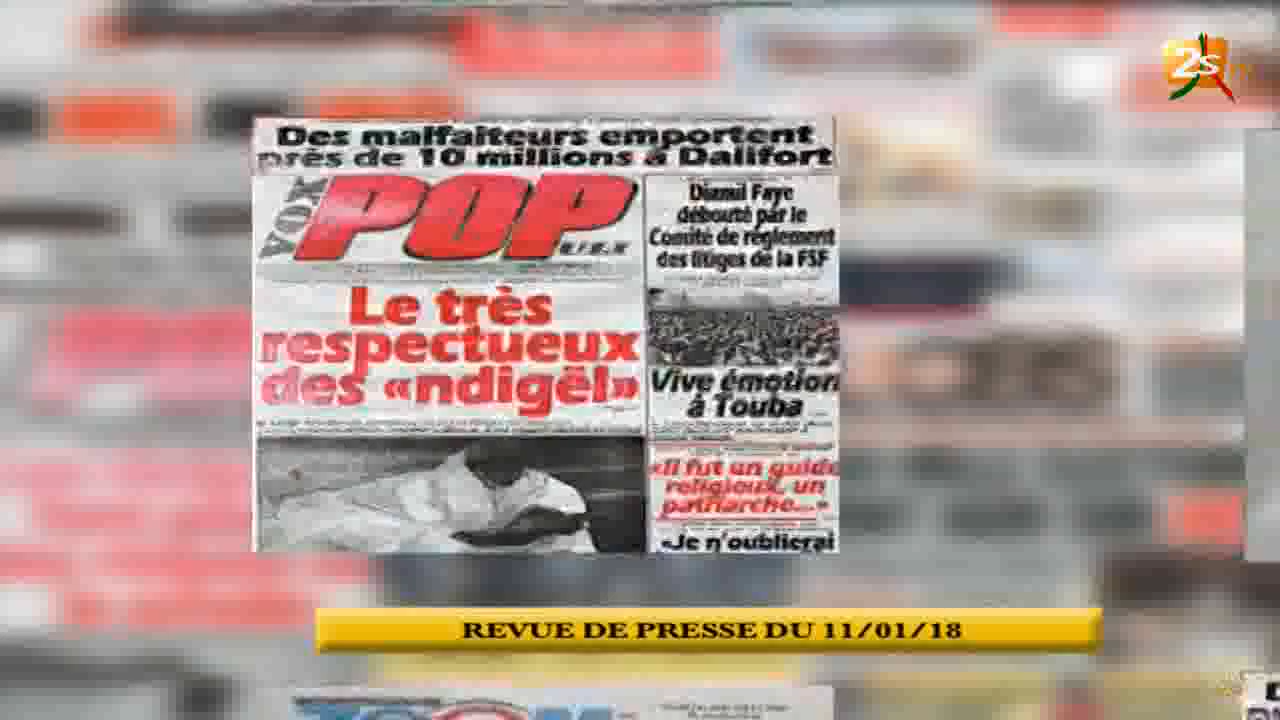 2s tv
Des malfaiteurs emportent
près de 10 millions à Dalifort
VOX
POP
Djamil Faye
débouté par le
Comité de règlement
des litiges de la FSF
Le très
respectueux
des «ndigël»
Vive émotion
à Touba
«Il fut un guide
religieux, un
patriarche...»
«Je n'oublierai
REVUE DE PRESSE DU 11/01/18